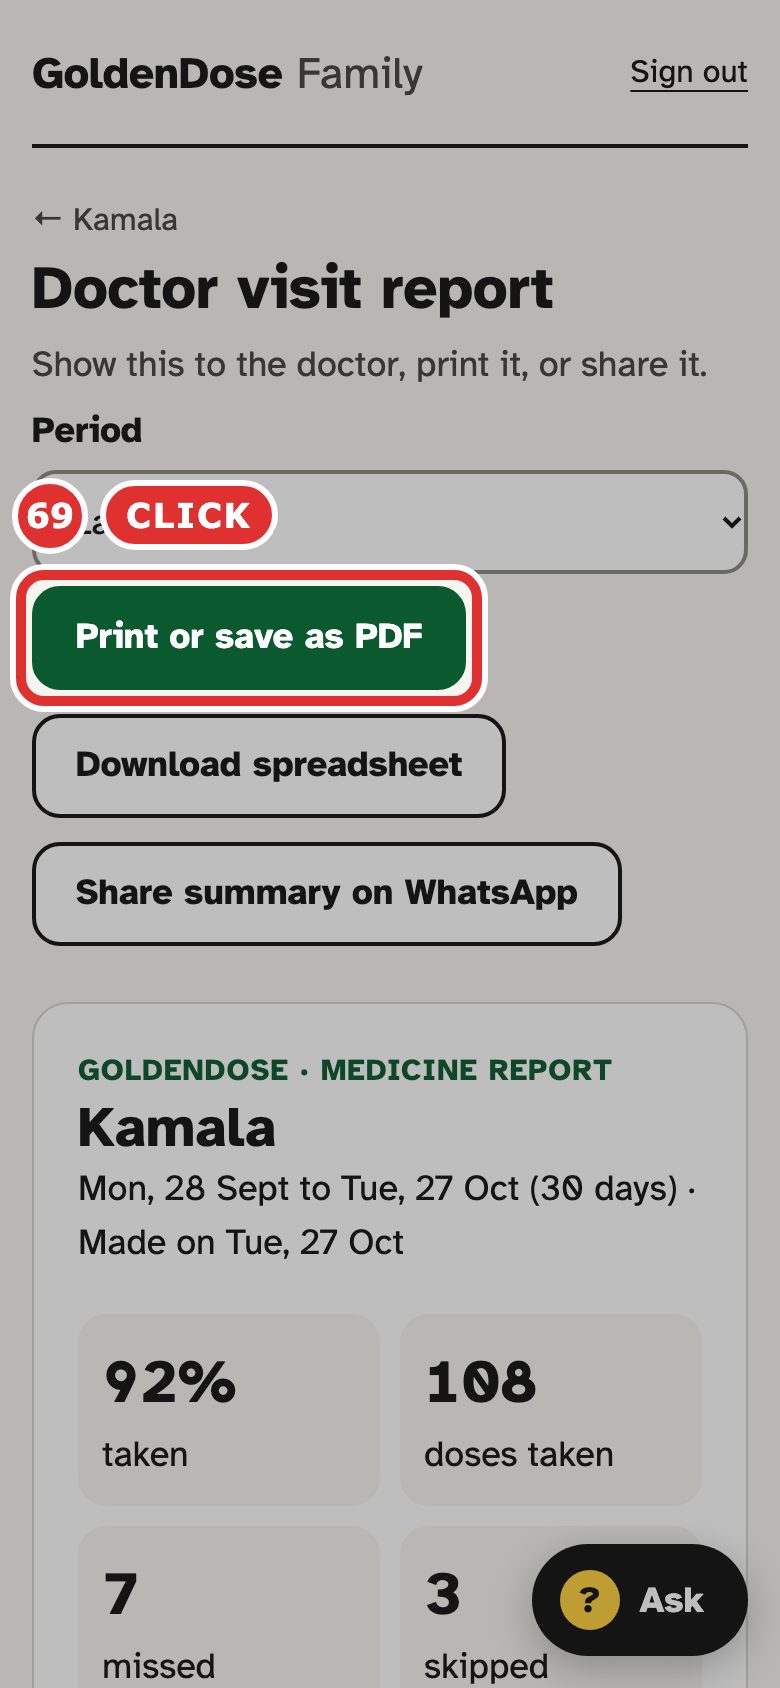 GoldenDose Family
Sign out
← Kamala
Doctor visit report
Show this to the doctor, print it, or share it.
Period
69 CLICK
Print or save as PDF
Download spreadsheet
Share summary on WhatsApp
GOLDENDOSE · MEDICINE REPORT
Kamala
Mon, 28 Sept to Tue, 27 Oct (30 days) ·
Made on Tue, 27 Oct
92%
taken
108
doses taken
7
missed
3
skipped
? Ask